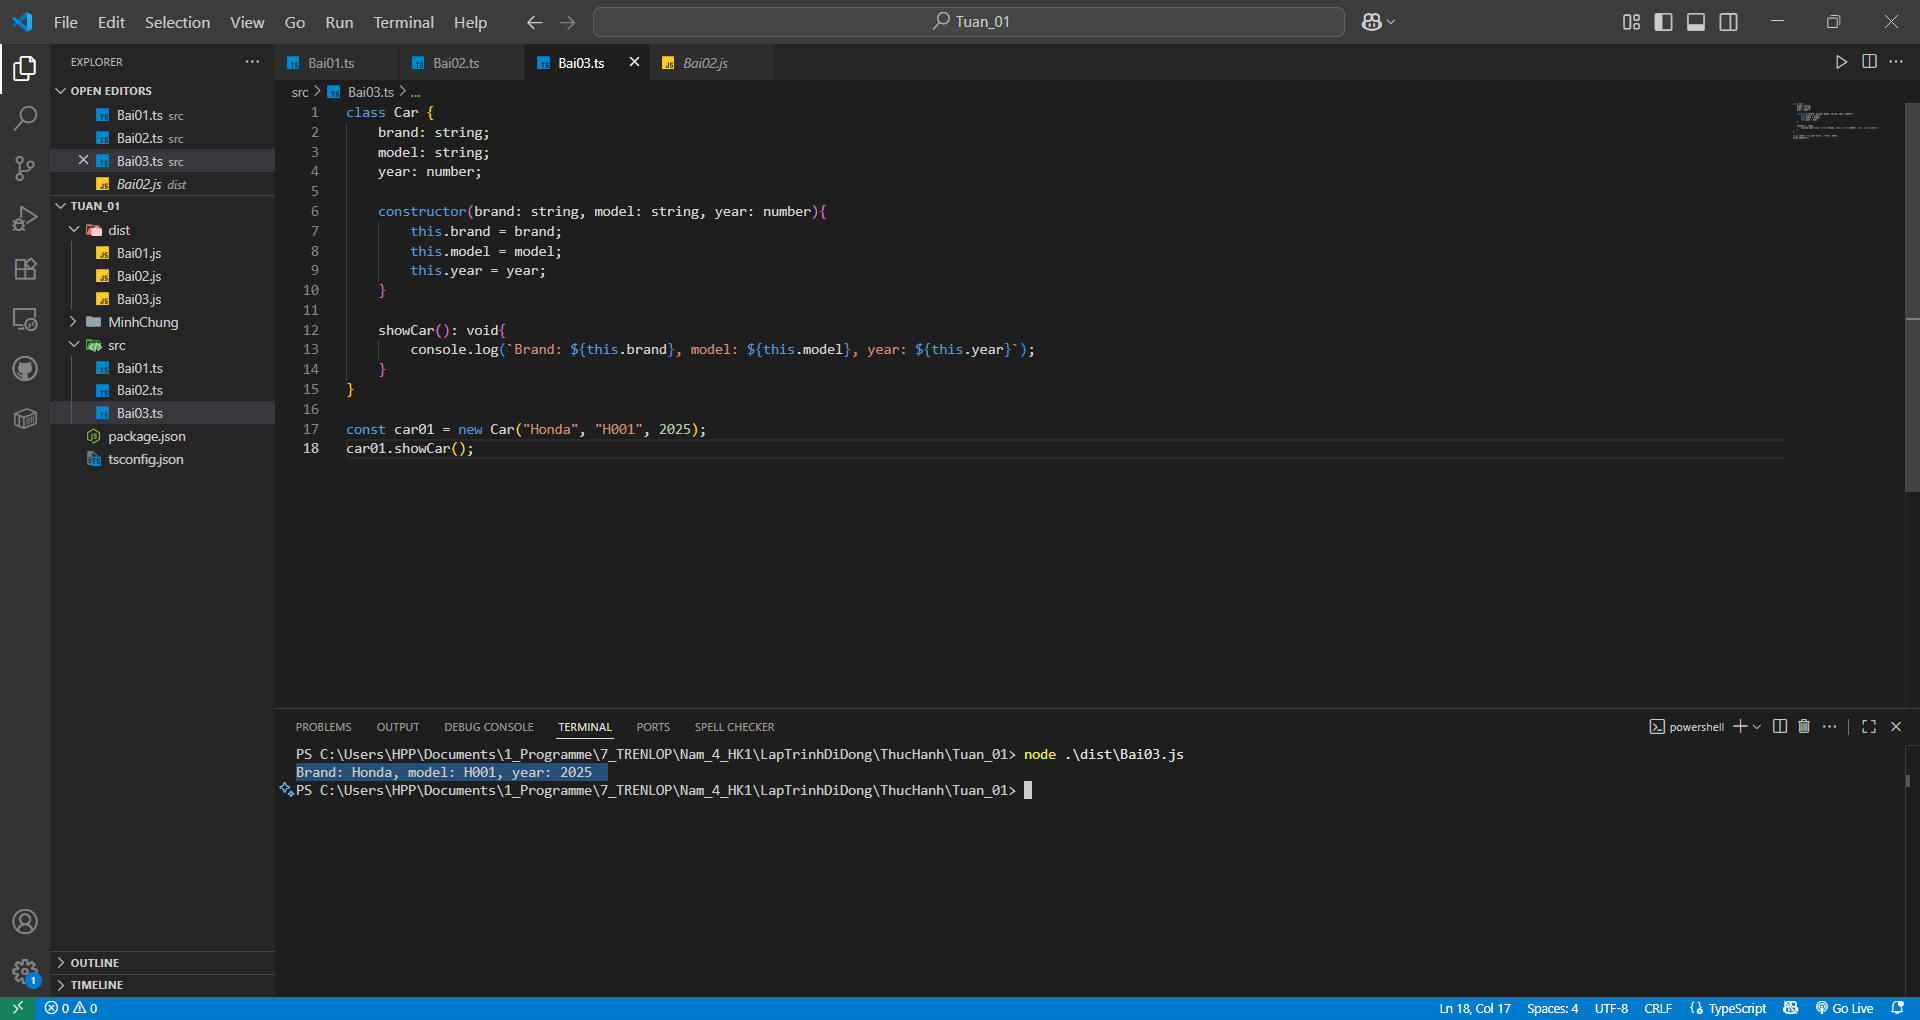 File Edit Selection View Go Run Terminal Help
Tuan_01
EXPLORER
OPEN EDITORS
Bai01.ts src
Bai02.ts src
Bai03.ts src
Bai02.js dist
TUAN_01
dist
Bai01.js
Bai02.js
Bai03.js
MinhChung
src
Bai01.ts
Bai02.ts
Bai03.ts
package.json
tsconfig.json
OUTLINE
TIMELINE
Bai01.ts Bai02.ts Bai03.ts Bai02.js
src > Bai03.ts > ...
1 class Car {
2 brand: string;
3 model: string;
4 year: number;
5
6 constructor(brand: string, model: string, year: number){
7 this.brand = brand;
8 this.model = model;
9 this.year = year;
10 }
11
12 showCar(): void{
13 console.log(`Brand: ${this.brand}, model: ${this.model}, year: ${this.year}`);
14 }
15 }
16
17 const car01 = new Car("Honda", "H001", 2025);
18 car01.showCar();
PROBLEMS OUTPUT DEBUG CONSOLE TERMINAL PORTS SPELL CHECKER
powershell
PS C:\Users\HPP\Documents\1_Programme\7_TRENLOP\Nam_4_HK1\LapTrinhDiDong\ThucHanh\Tuan_01> node .\dist\Bai03.js
Brand: Honda, model: H001, year: 2025
PS C:\Users\HPP\Documents\1_Programme\7_TRENLOP\Nam_4_HK1\LapTrinhDiDong\ThucHanh\Tuan_01>
1
0 0
Ln 18, Col 17 Spaces: 4 UTF-8 CRLF {} TypeScript Go Live